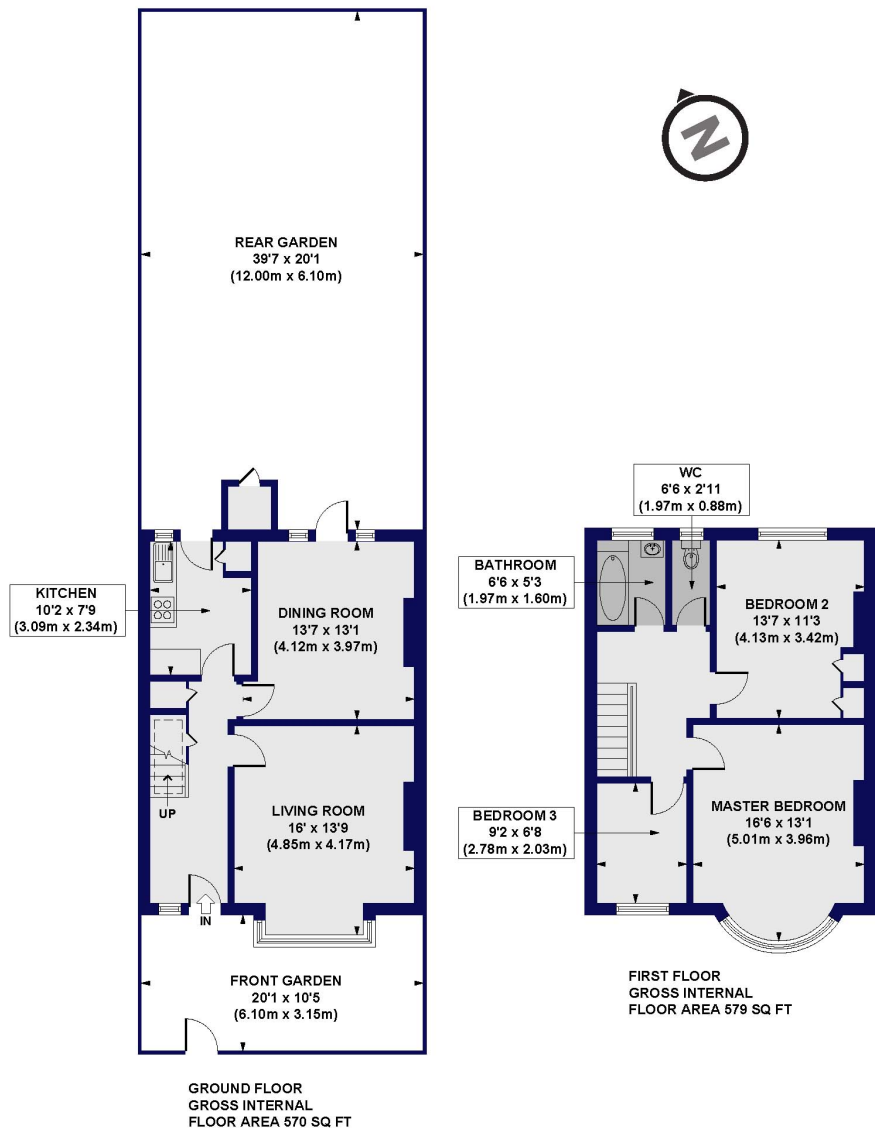 N
REAR GARDEN
39'7 x 20'1
(12.00m x 6.10m)
WC
6'6 x 2'11
(1.97m x 0.88m)
BATHROOM
6'6 x 5'3
(1.97m x 1.60m)
KITCHEN
10'2 x 7'9
(3.09m x 2.34m)
DINING ROOM
13'7 x 13'1
(4.12m x 3.97m)
BEDROOM 2
13'7 x 11'3
(4.13m x 3.42m)
UP
LIVING ROOM
16' x 13'9
(4.85m x 4.17m)
BEDROOM 3
9'2 x 6'8
(2.78m x 2.03m)
MASTER BEDROOM
16'6 x 13'1
(5.01m x 3.96m)
IN
FRONT GARDEN
20'1 x 10'5
(6.10m x 3.15m)
FIRST FLOOR
GROSS INTERNAL
FLOOR AREA 579 SQ FT
GROUND FLOOR
GROSS INTERNAL
FLOOR AREA 570 SQ FT